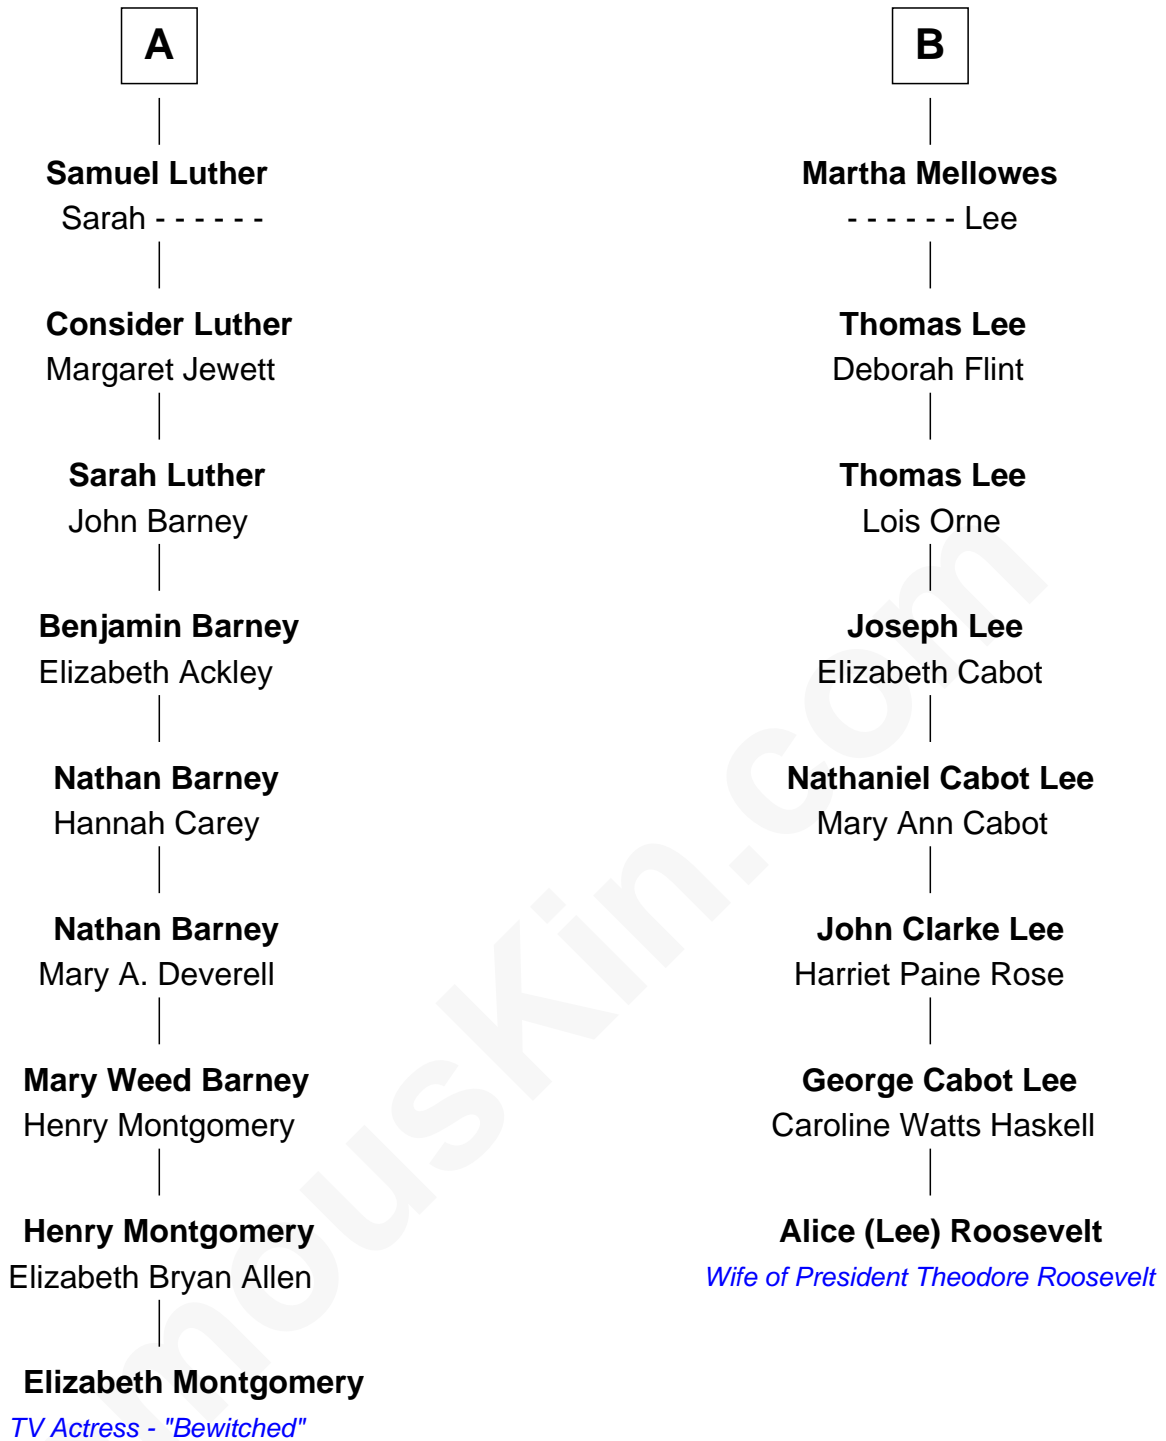 A
Samuel Luther
Sarah - - - - - -
Consider Luther
Margaret Jewett
Sarah Luther
John Barney
Benjamin Barney
Elizabeth Ackley
Nathan Barney
Hannah Carey
Nathan Barney
Mary A. Deverell
Mary Weed Barney
Henry Montgomery
Henry Montgomery
Elizabeth Bryan Allen
Elizabeth Montgomery
TV Actress - "Bewitched"
B
Martha Mellowes
- - - - - - Lee
Thomas Lee
Deborah Flint
Thomas Lee
Lois Orne
Joseph Lee
Elizabeth Cabot
Nathaniel Cabot Lee
Mary Ann Cabot
John Clarke Lee
Harriet Paine Rose
George Cabot Lee
Caroline Watts Haskell
Alice (Lee) Roosevelt
Wife of President Theodore Roosevelt
mouskin.com